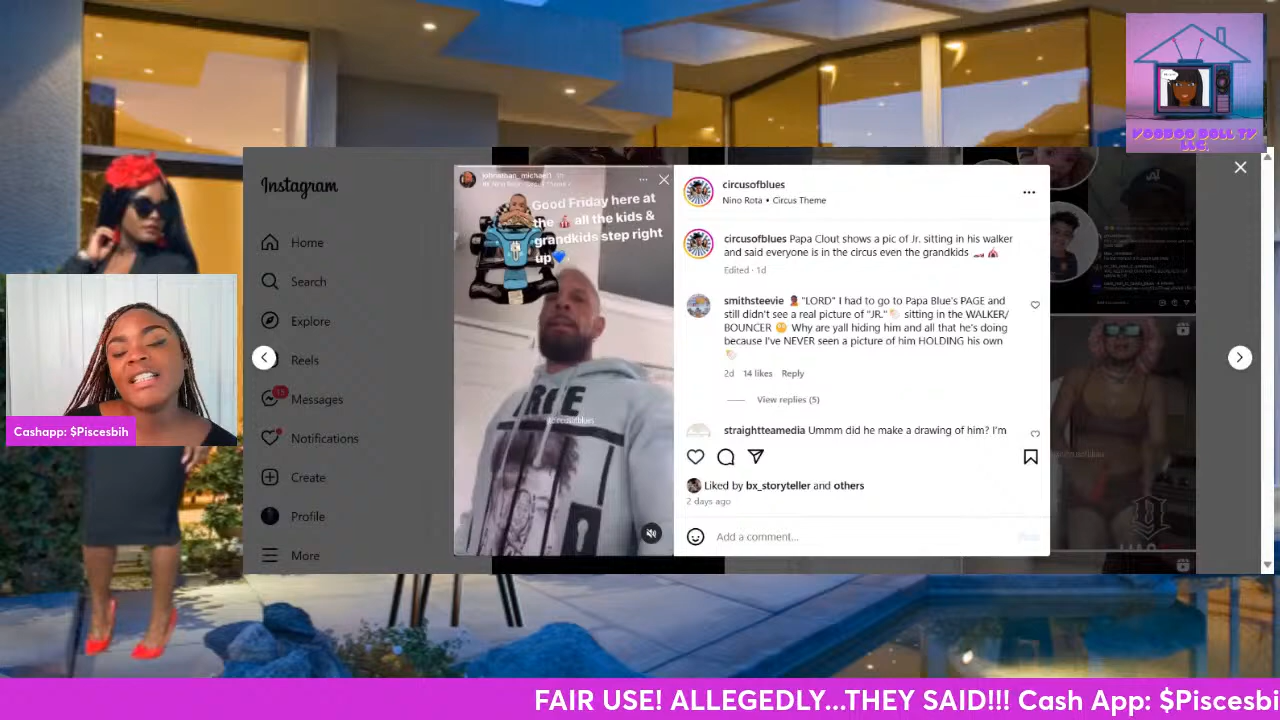 VOODOO DOLL TV
LLC.
Instagram
Home
Search
Explore
Reels
Messages
Notifications
Create
Profile
More
Good Friday here at
the 🎪 all the kids &
grandkids step right
up 💙
circusofblues
Nino Rota • Circus Theme
circusofblues Papa Clout shows a pic of Jr. sitting in his walker
and said everyone is in the circus even the grandkids
Edited · 1d
smithsteevie "LORD" I had to go to Papa Blue's PAGE and
still didn't see a real picture of "JR." sitting in the WALKER/
BOUNCER Why are yall hiding him and all that he's doing
because I've NEVER seen a picture of him HOLDING his own
2d 14 likes Reply
View replies (5)
straightteamedia Ummm did he make a drawing of him? I'm
Liked by bx_storyteller and others
2 days ago
Add a comment...
Cashapp: $Piscesbih
FAIR USE! ALLEGEDLY...THEY SAID!!! Cash App: $Piscesbi